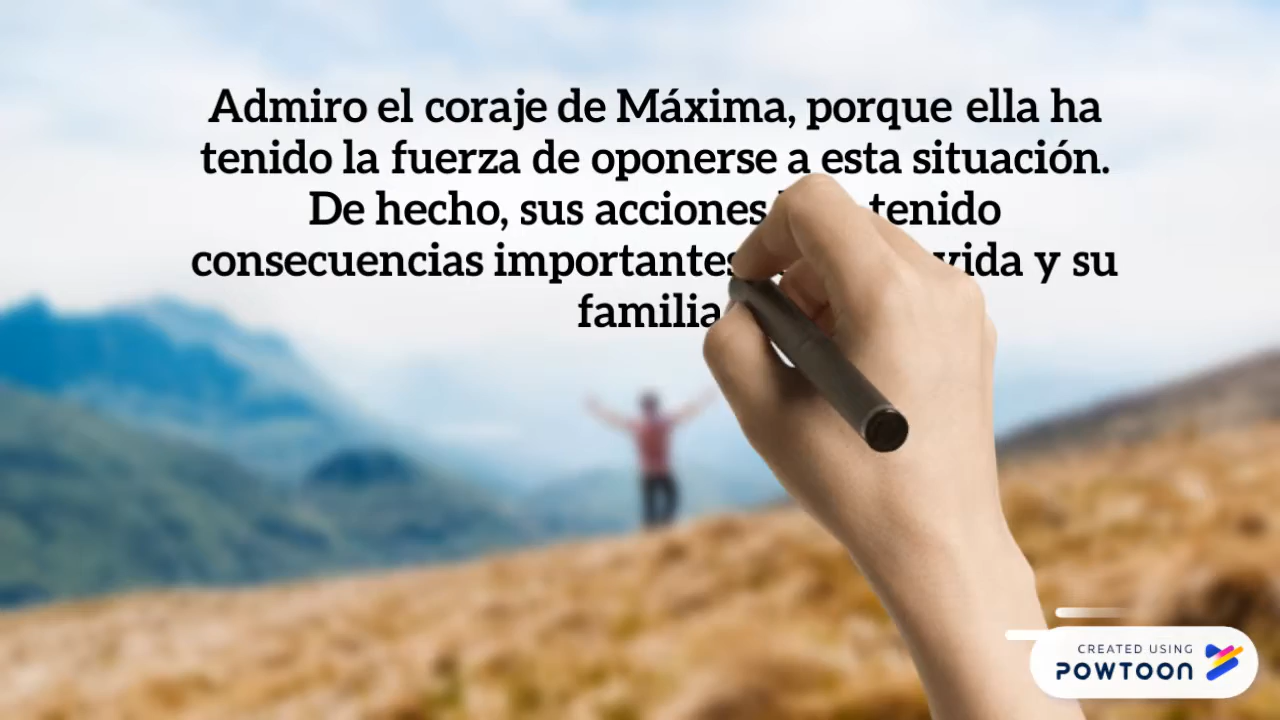 Admiro el coraje de Máxima, porque ella ha
tenido la fuerza de oponerse a esta situación.
De hecho, sus acciones tenido
consecuencias importantes vida y su
familia
CREATED USING
POWTOON